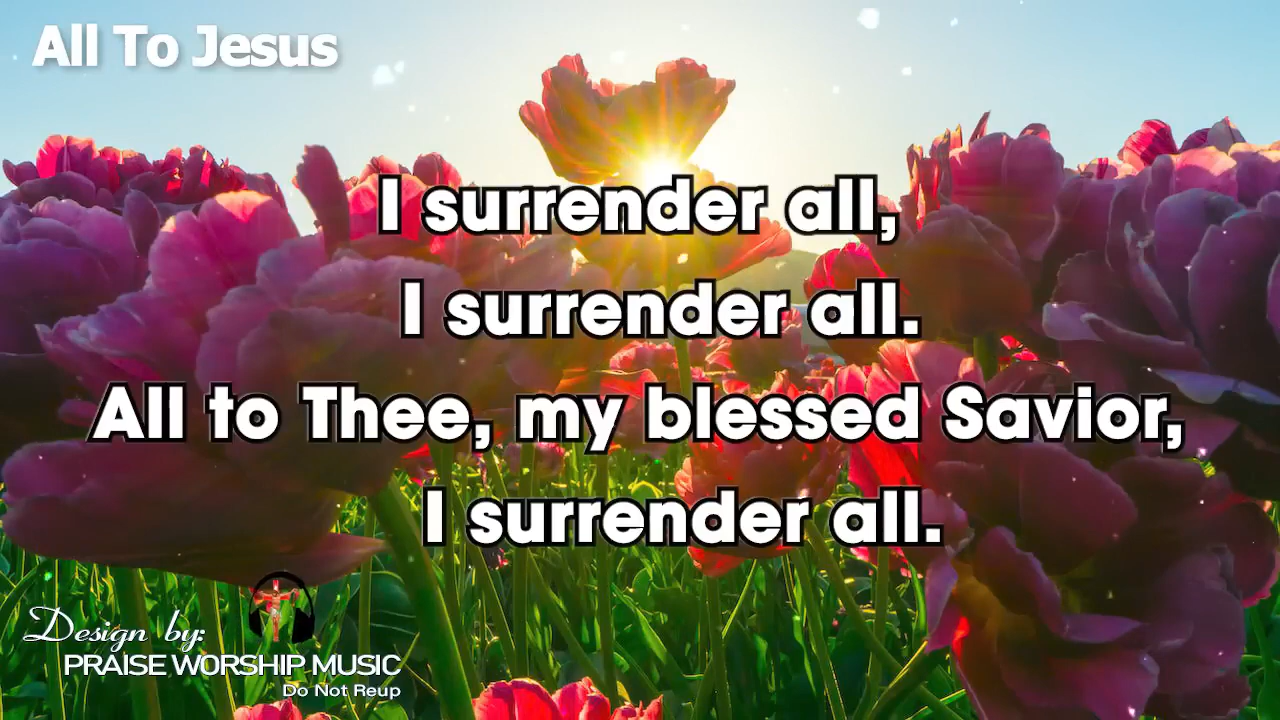 All To Jesus
I surrender all,
I surrender all.
All to Thee, my blessed Savior,
I surrender all.
Design by:
PRAISE WORSHIP MUSIC
Do Not Reup